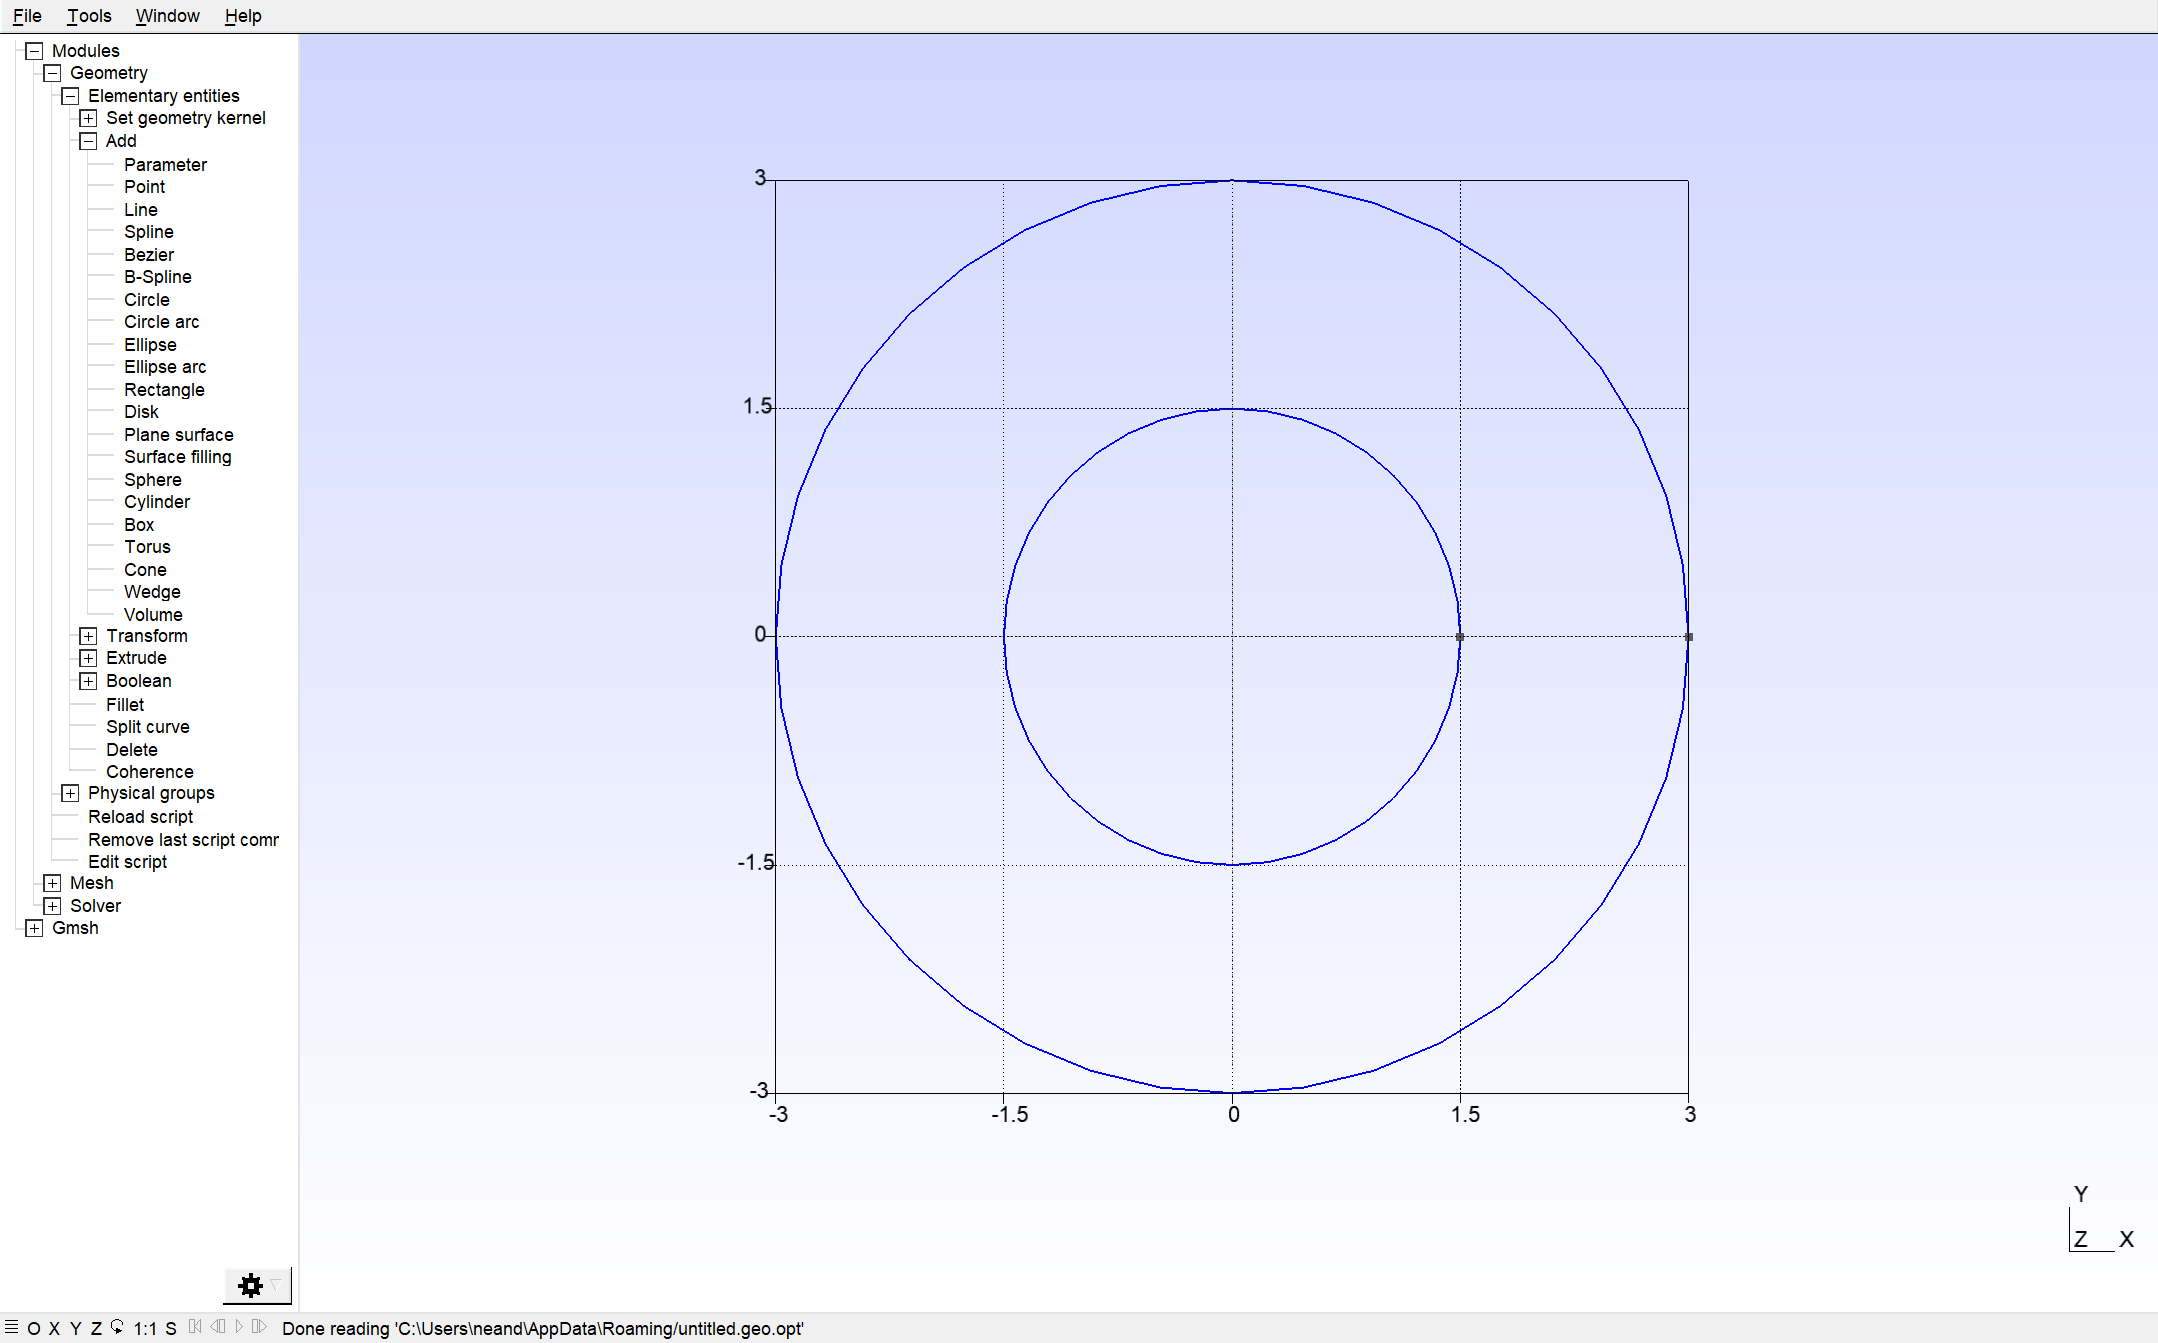 File Tools Window Help
Modules
Geometry
Elementary entities
Set geometry kernel
Add
Parameter
Point
Line
Spline
Bezier
B-Spline
Circle
Circle arc
Ellipse
Ellipse arc
Rectangle
Disk
Plane surface
Surface filling
Sphere
Cylinder
Box
Torus
Cone
Wedge
Volume
Transform
Extrude
Boolean
Fillet
Split curve
Delete
Coherence
Physical groups
Reload script
Remove last script comr
Edit script
Mesh
Solver
Gmsh
3
1.5
0
-1.5
-3
-3 -1.5 0 1.5 3
Y
Z X
O X Y Z 1:1 S Done reading 'C:\Users\neand\AppData\Roaming/untitled.geo.opt'